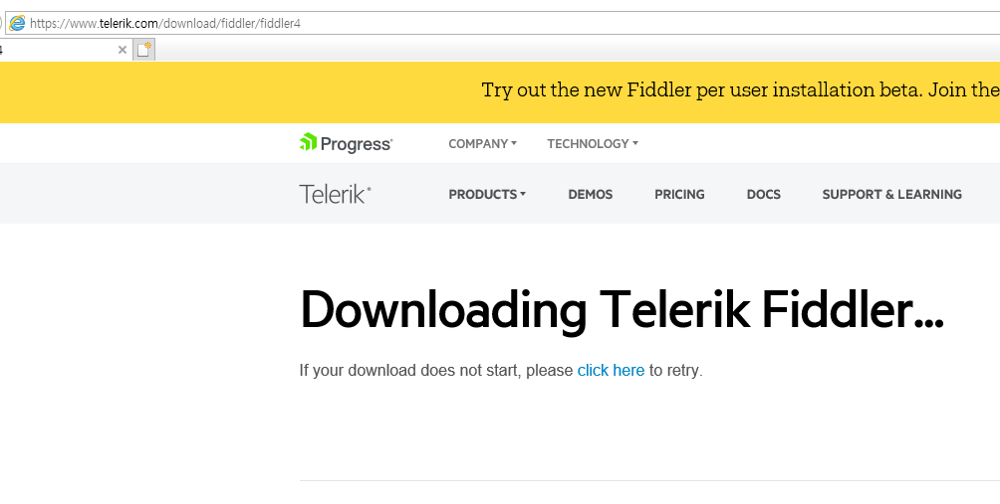 https://www.telerik.com/download/fiddler/fiddler4
4
Try out the new Fiddler per user installation beta. Join the
Progress
COMPANY
TECHNOLOGY
Telerik
PRODUCTS
DEMOS
PRICING
DOCS
SUPPORT & LEARNING
Downloading Telerik Fiddler...
If your download does not start, please click here to retry.